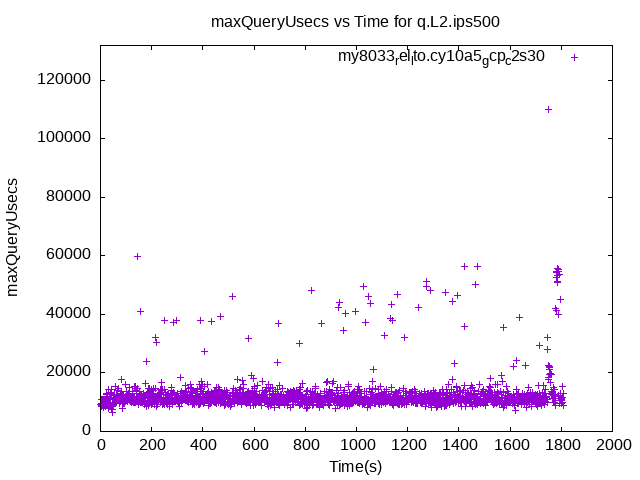 maxQueryUsecs vs Time for q.L2.ips500
my8033rellto.cy10a5gcpc2s30
120000
100000
80000
60000
40000
20000
0
maxQueryUsecs
0 200 400 600 800 1000 1200 1400 1600 1800 2000
Time(s)